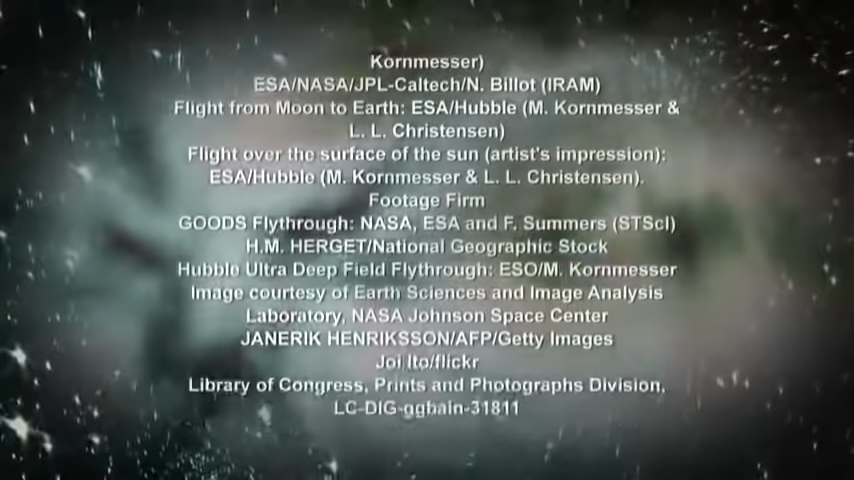 Kornmesser)
ESA/NASA/JPL-Caltech/N. Billot (IRAM)
Flight from Moon to Earth: ESA/Hubble (M. Kornmesser &
L. L. Christensen)
Flight over the surface of the sun (artist's impression):
ESA/Hubble (M. Kornmesser & L. L. Christensen).
Footage Firm
GOODS Flythrough: NASA, ESA and F. Summers (STScI)
H.M. HERGET/National Geographic Stock
Hubble Ultra Deep Field Flythrough: ESO/M. Kornmesser
Image courtesy of Earth Sciences and Image Analysis
Laboratory, NASA Johnson Space Center
JANERIK HENRIKSSON/AFP/Getty Images
Joi Ito/flickr
Library of Congress, Prints and Photographs Division,
LC-DIG-ggbain-31811